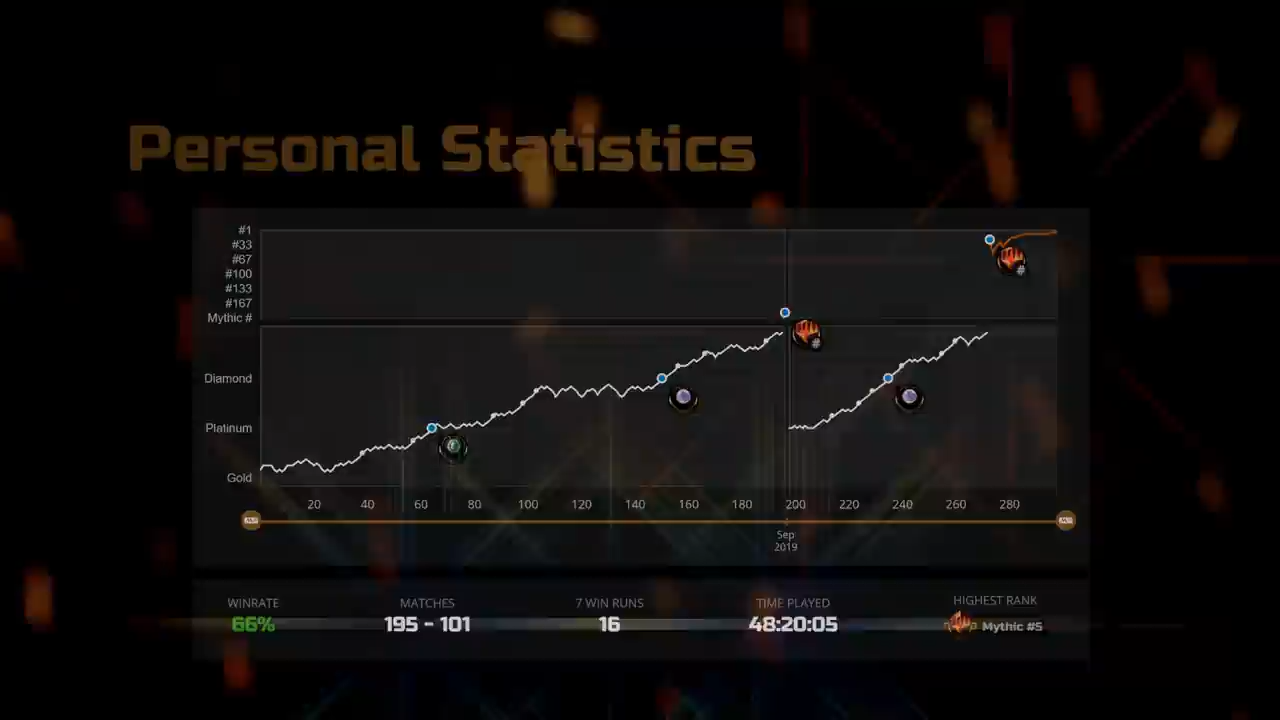 Personal Statistics
#1
#33
#67
#100
#133
#167
Mythic #
Diamond
Platinum
Gold
20 40 60 80 100 120 140 160 180 200 220 240 260 280
Sep
2019
WINRATE MATCHES 7 WIN RUNS TIME PLAYED HIGHEST RANK
66% 195 - 101 16 48:20:05 Mythic #5